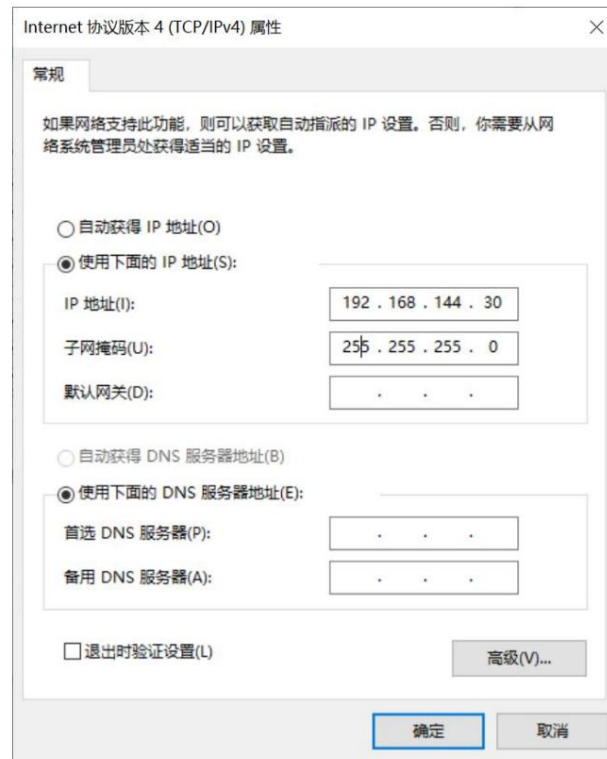 Internet 协议版本 4 (TCP/IPv4) 属性
常规
如果网络支持此功能，则可以获取自动指派的 IP 设置。否则，你需要从网
络系统管理员处获得适当的 IP 设置。
自动获得 IP 地址(O)
使用下面的 IP 地址(S):
IP 地址(I):
192 . 168 . 144 . 30
子网掩码(U):
255 . 255 . 255 . 0
默认网关(D):
. . .
自动获得 DNS 服务器地址(B)
使用下面的 DNS 服务器地址(E):
首选 DNS 服务器(P):
. . .
备用 DNS 服务器(A):
. . .
退出时验证设置(L)
高级(V)...
确定
取消